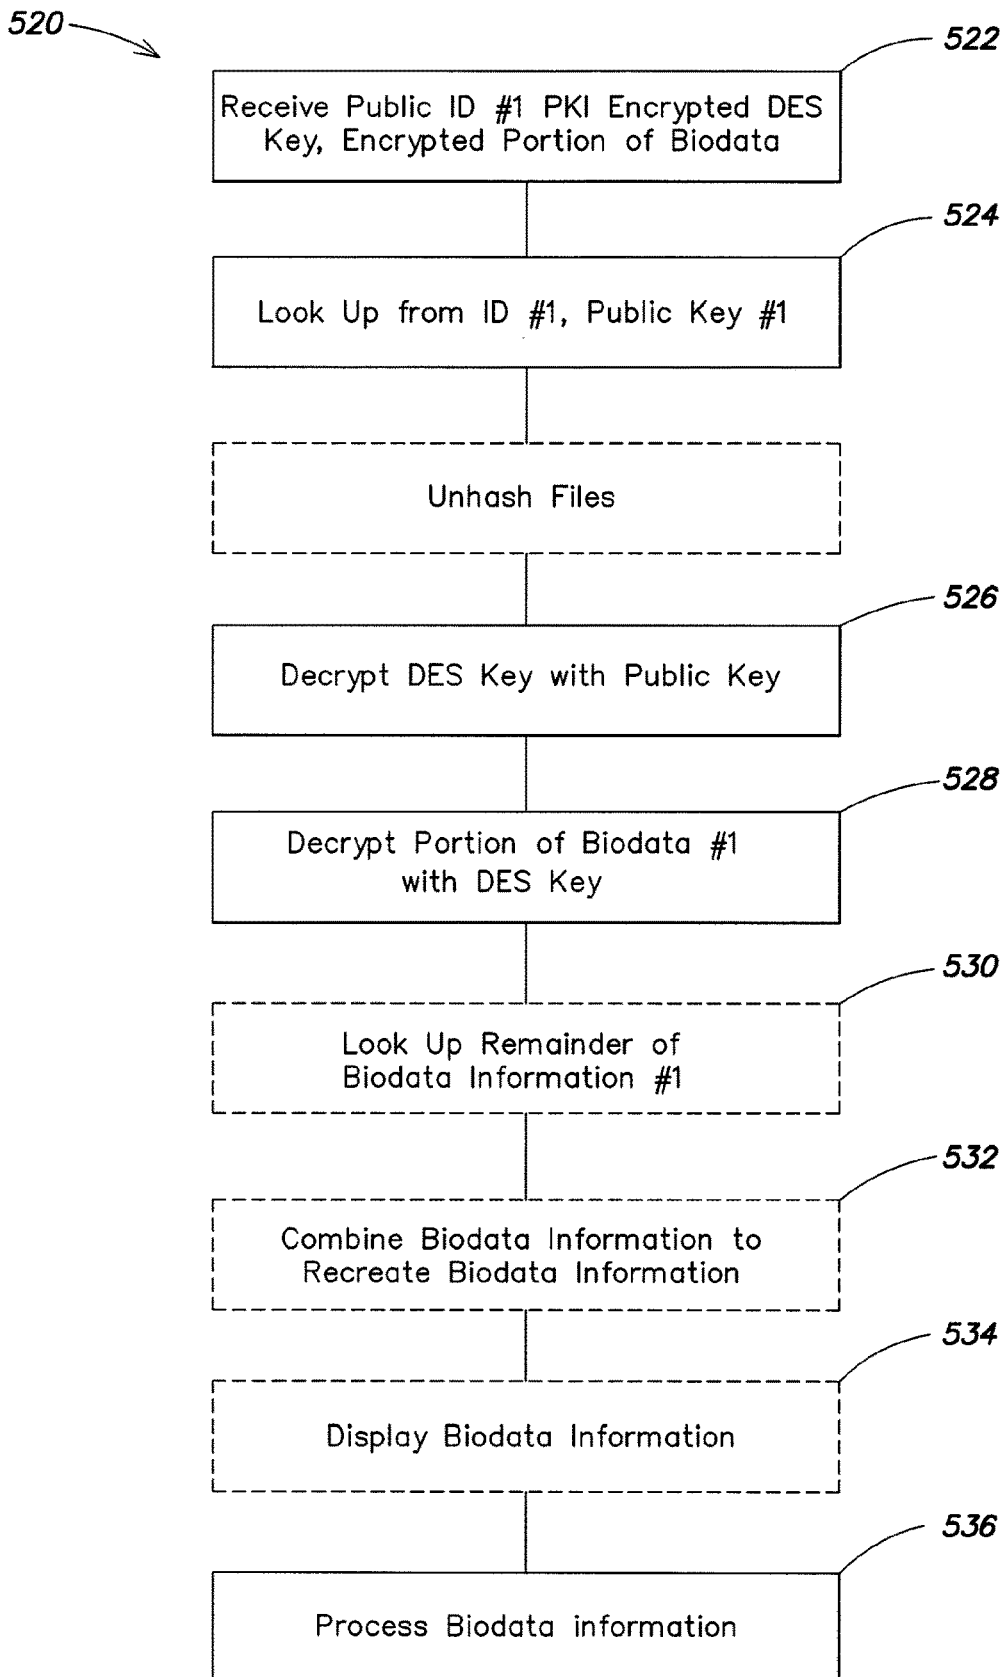 520
522
Receive Public ID #1 PKI Encrypted DES
Key, Encrypted Portion of Biodata
524
Look Up from ID #1, Public Key #1
Unhash Files
526
Decrypt DES Key with Public Key
528
Decrypt Portion of Biodata #1
with DES Key
530
Look Up Remainder of
Biodata Information #1
532
Combine Biodata Information to
Recreate Biodata Information
534
Display Biodata Information
536
Process Biodata information